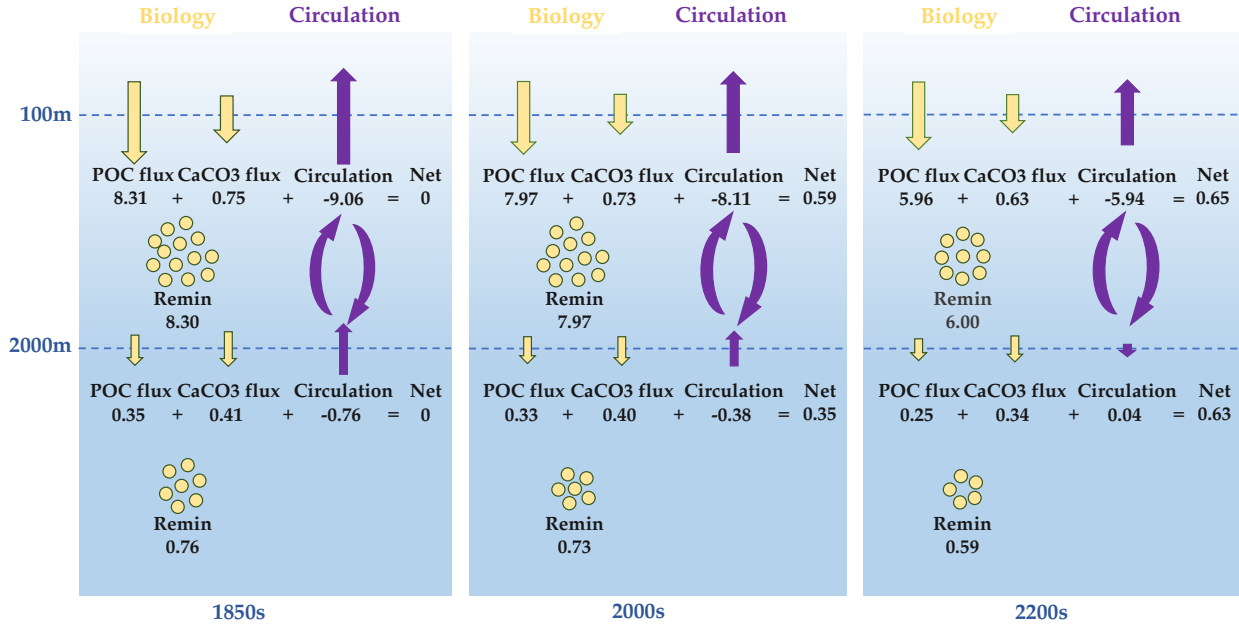 Biology Circulation Biology Circulation Biology Circulation
100m
POC flux CaCO3 flux Circulation Net POC flux CaCO3 flux Circulation Net POC flux CaCO3 flux Circulation Net
8.31 + 0.75 + -9.06 = 0 7.97 + 0.73 + -8.11 = 0.59 5.96 + 0.63 + -5.94 = 0.65
Remin Remin Remin
8.30 7.97 6.00
2000m
POC flux CaCO3 flux Circulation Net POC flux CaCO3 flux Circulation Net POC flux CaCO3 flux Circulation Net
0.35 + 0.41 + -0.76 = 0 0.33 + 0.40 + -0.38 = 0.35 0.25 + 0.34 + 0.04 = 0.63
Remin Remin Remin
0.76 0.73 0.59
1850s 2000s 2200s